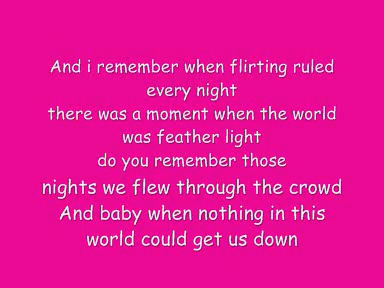 And i remember when flirting ruled
every night
there was a moment when the world
was feather light
do you remember those
nights we flew through the crowd
And baby when nothing in this
world could get us down